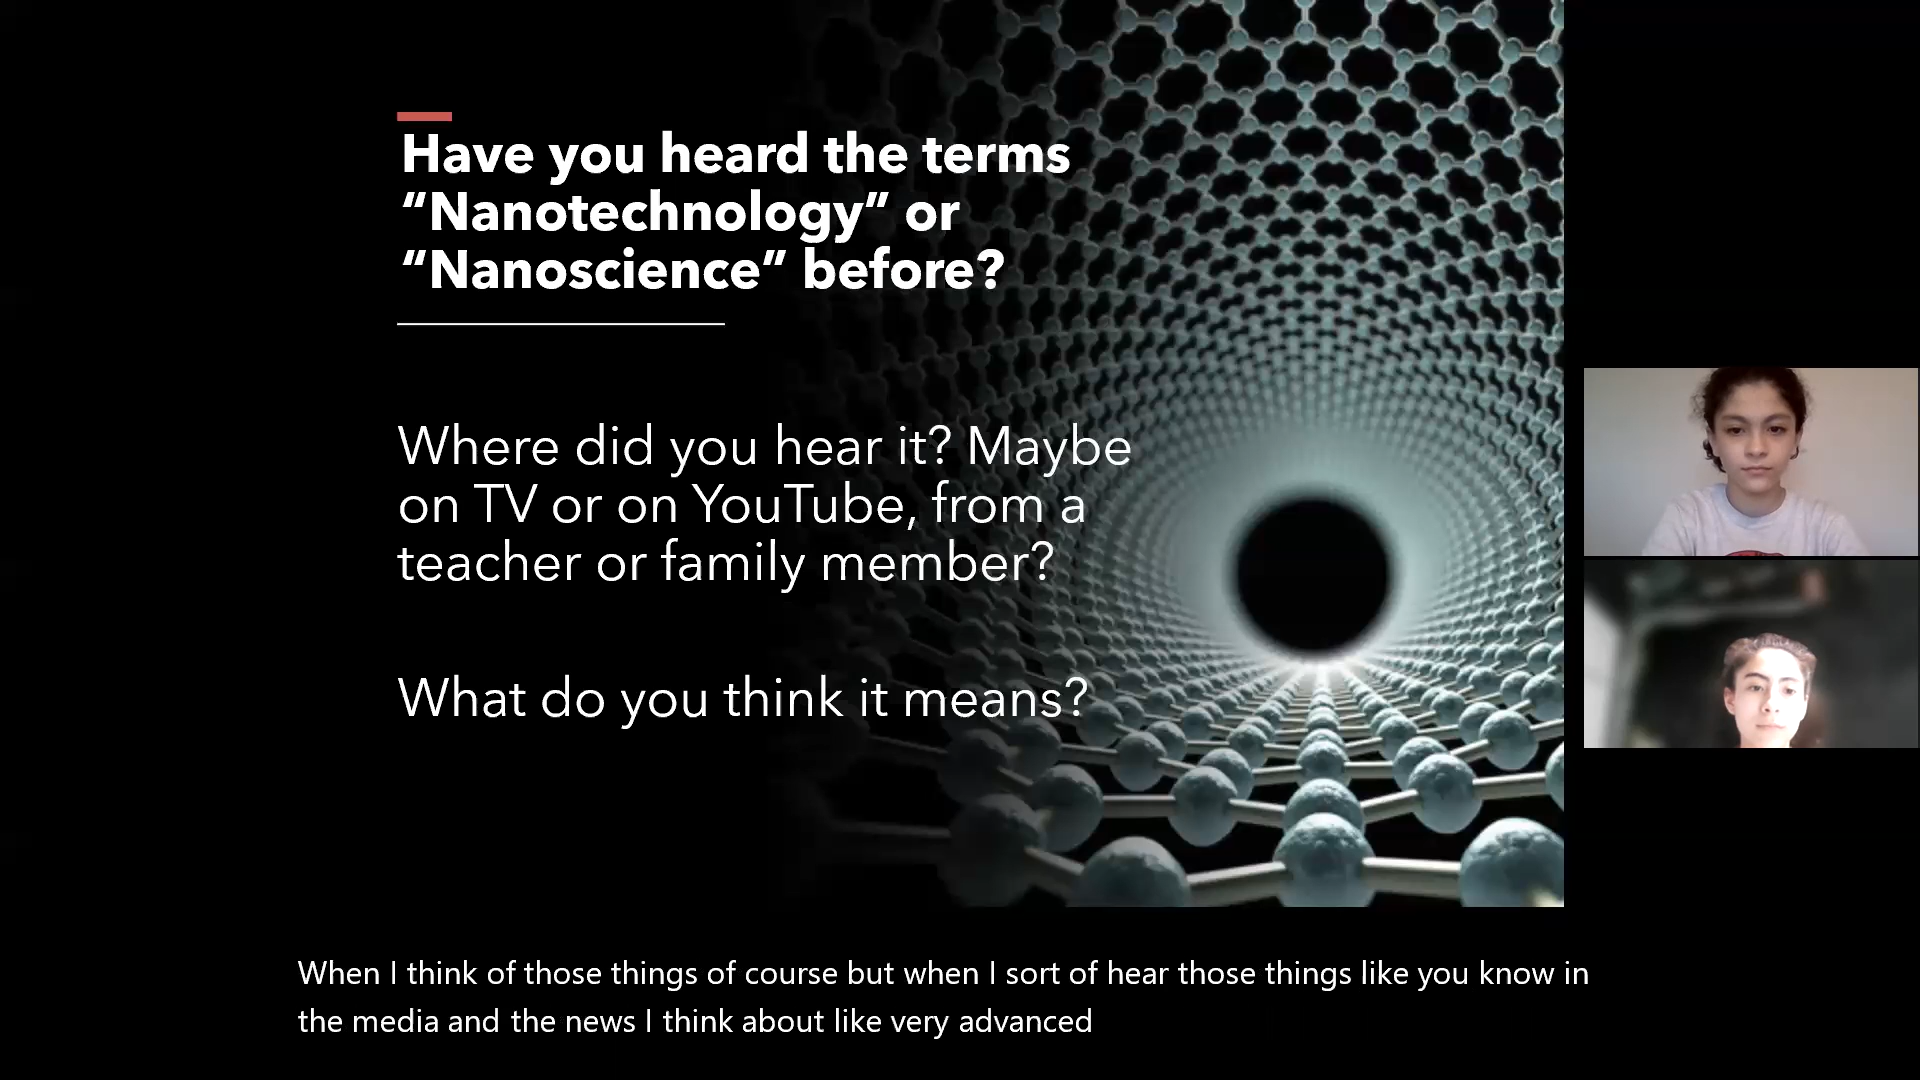 Have you heard the terms
“Nanotechnology” or
“Nanoscience” before?
Where did you hear it? Maybe
on TV or on YouTube, from a
teacher or family member?
What do you think it means?
When I think of those things of course but when I sort of hear those things like you know in
the media and the news I think about like very advanced